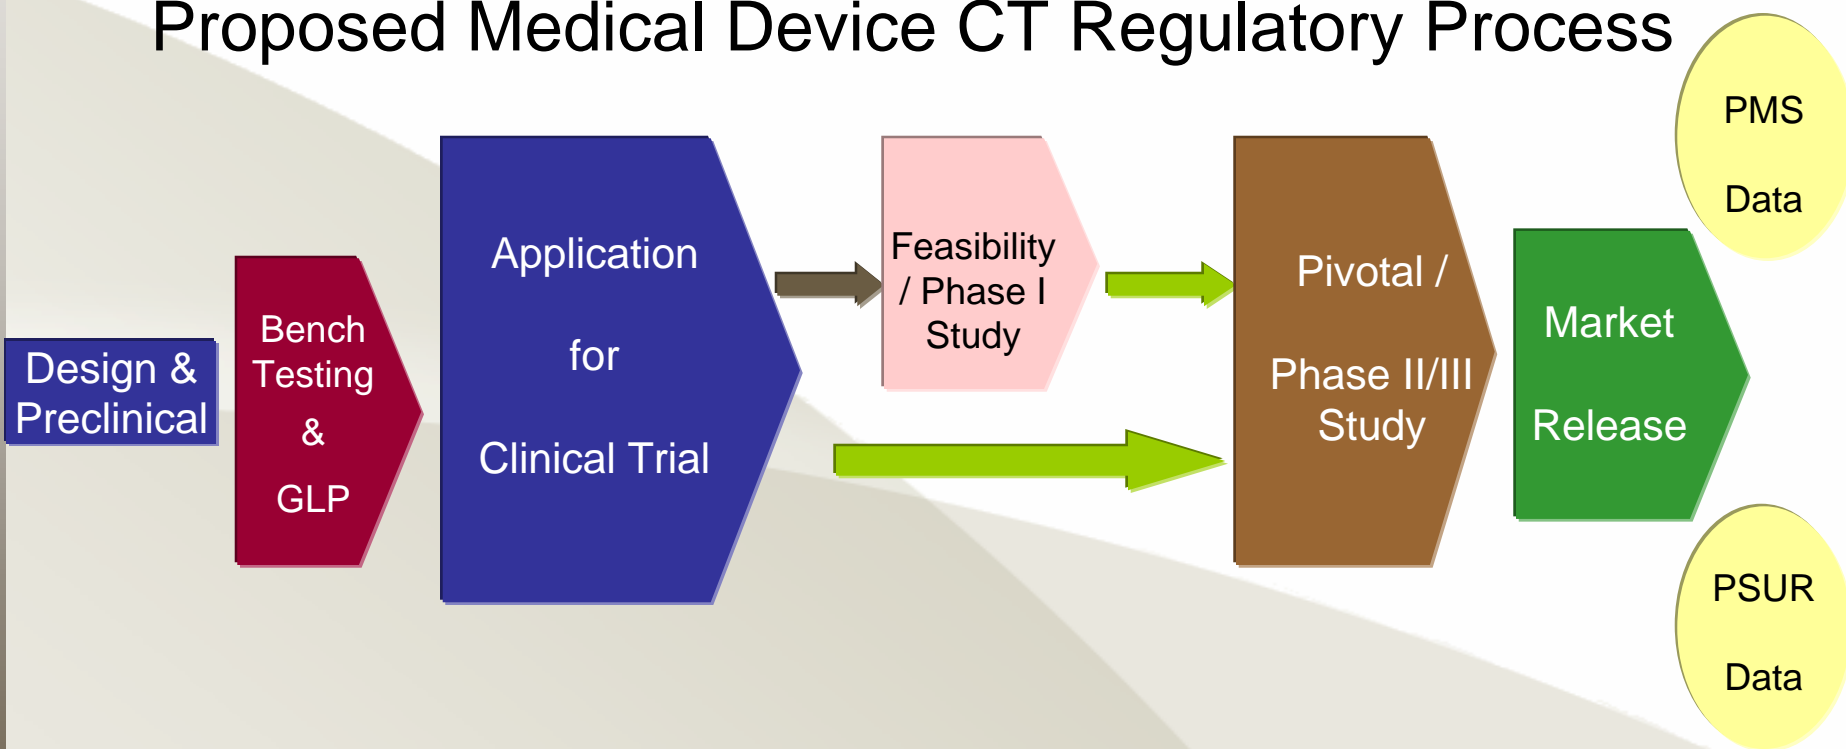 Proposed Medical Device CT Regulatory Process
Design &
Preclinical
Bench
Testing
&
GLP
Application
for
Clinical Trial
Feasibility
/ Phase I
Study
Pivotal /
Phase II/III
Study
Market
Release
PMS
Data
PSUR
Data